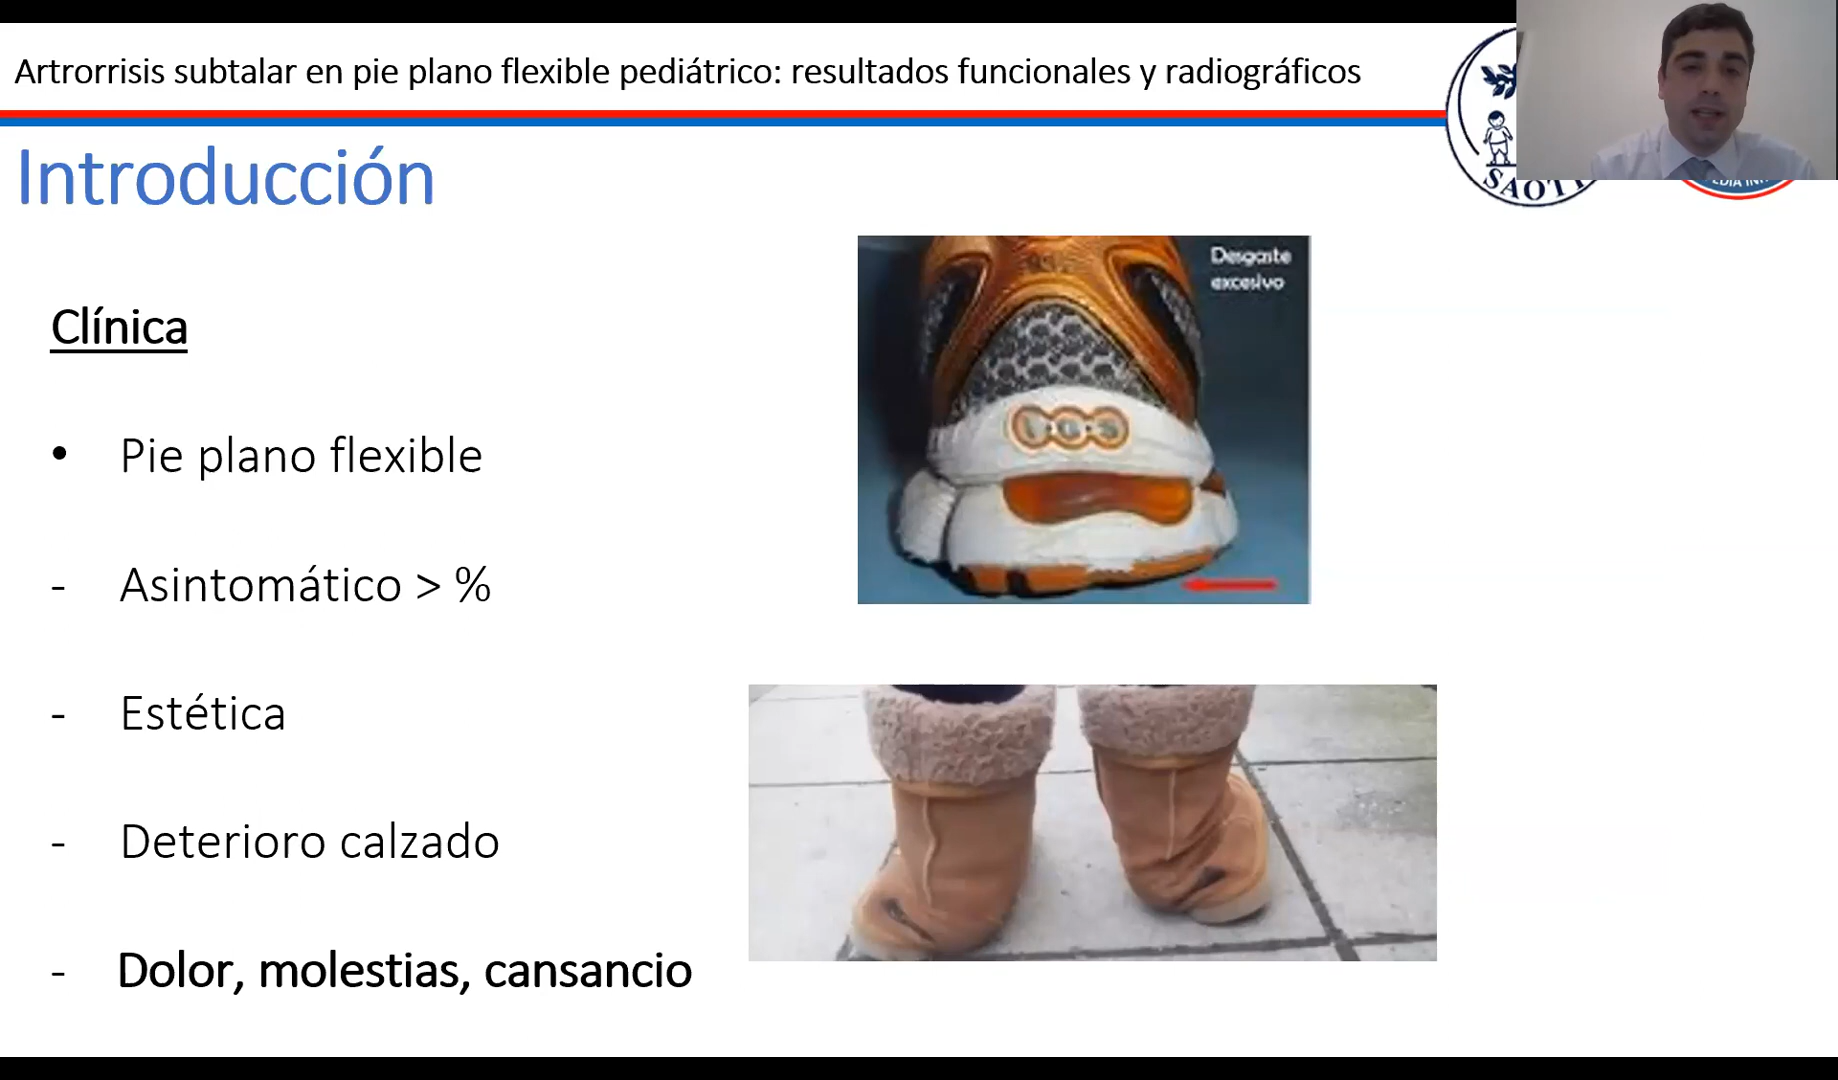 Artrorrisis subtalar en pie plano flexible pediátrico: resultados funcionales y radiográficos
SAOTI
Introducción
Desgaste
excesivo
Clínica
• Pie plano flexible
- Asintomático > %
- Estética
- Deterioro calzado
- Dolor, molestias, cansancio